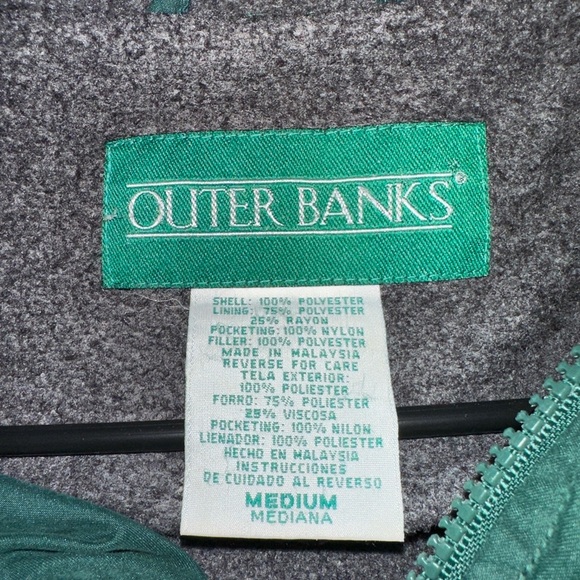 OUTER BANKS®
SHELL: 100% POLYESTER
LINING: 75% POLYESTER
25% RAYON
POCKETING: 100% NYLON
FILLER: 100% POLYESTER
MADE IN MALAYSIA
REVERSE FOR CARE
TELA EXTERIOR:
100% POLIESTER
FORRO: 75% POLIESTER
25% VISCOSA
POCKETING: 100% NILON
LIENADOR: 100% POLIESTER
HECHO EN MALAYSIA
INSTRUCCIONES
DE CUIDADO AL REVERSO
MEDIUM
MEDIANA